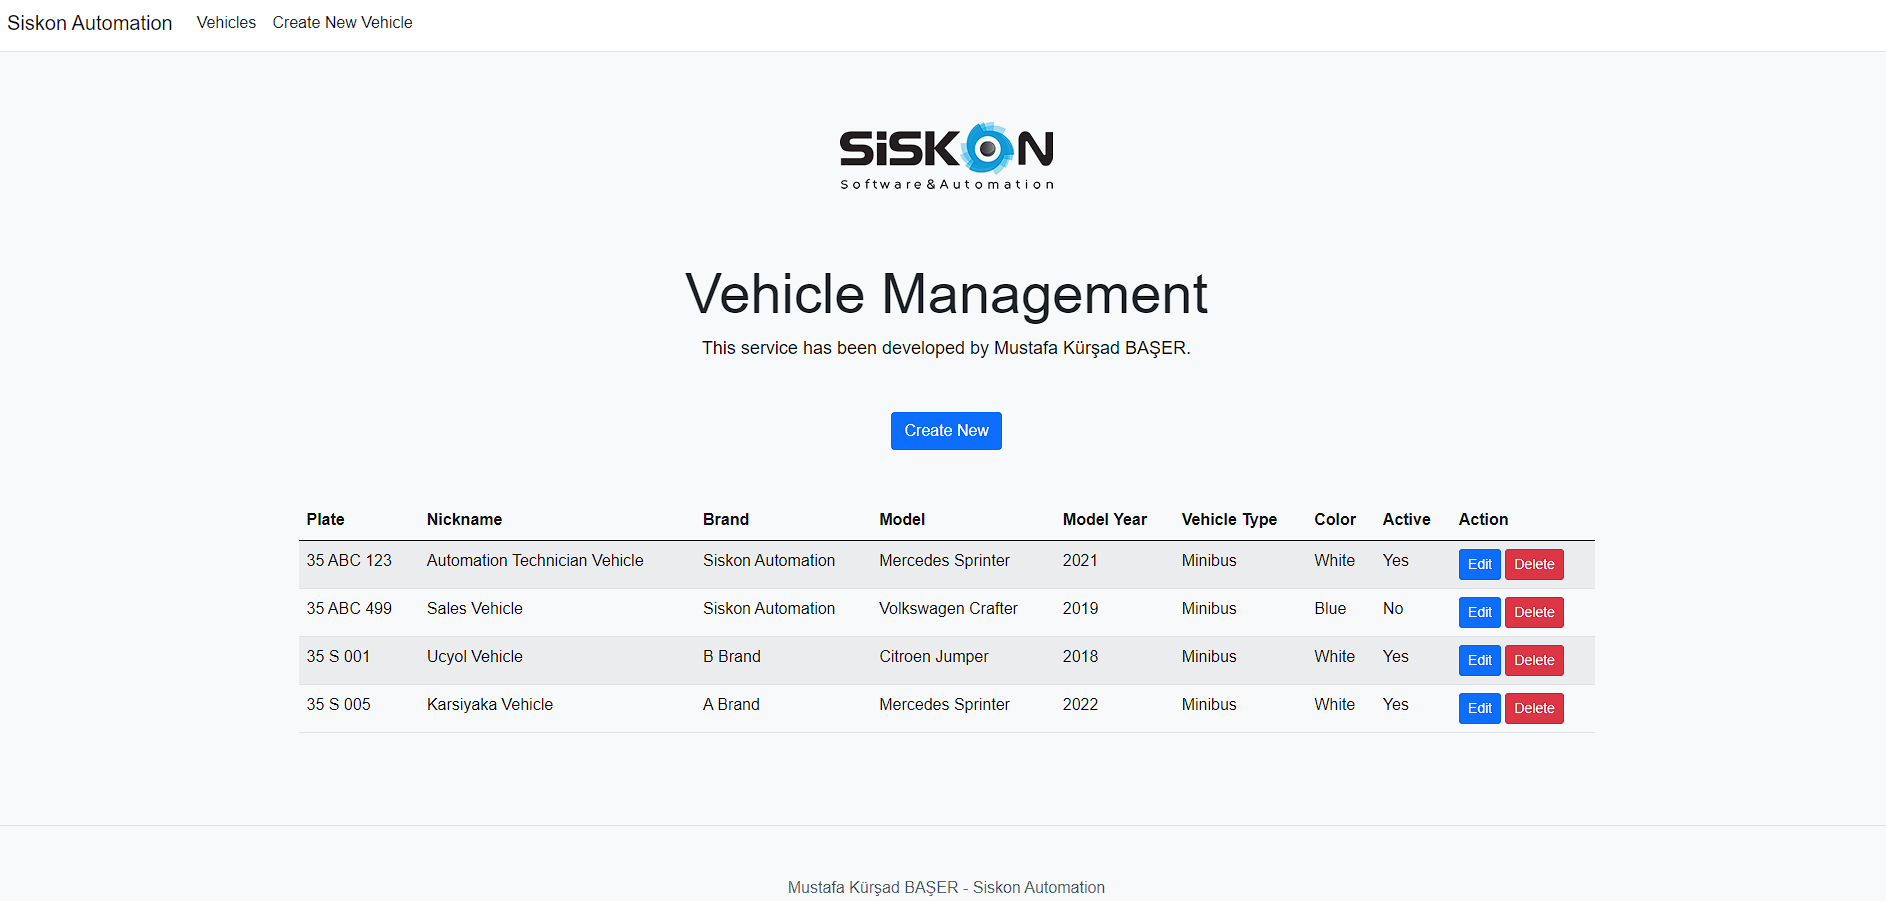 Siskon Automation Vehicles Create New Vehicle
SiSKON
Software&Automation
Vehicle Management
This service has been developed by Mustafa Kürşad BAŞER.
Create New
Plate Nickname Brand Model Model Year Vehicle Type Color Active Action
35 ABC 123 Automation Technician Vehicle Siskon Automation Mercedes Sprinter 2021 Minibus White Yes Edit Delete
35 ABC 499 Sales Vehicle Siskon Automation Volkswagen Crafter 2019 Minibus Blue No Edit Delete
35 S 001 Ucyol Vehicle B Brand Citroen Jumper 2018 Minibus White Yes Edit Delete
35 S 005 Karsiyaka Vehicle A Brand Mercedes Sprinter 2022 Minibus White Yes Edit Delete
Mustafa Kürşad BAŞER - Siskon Automation